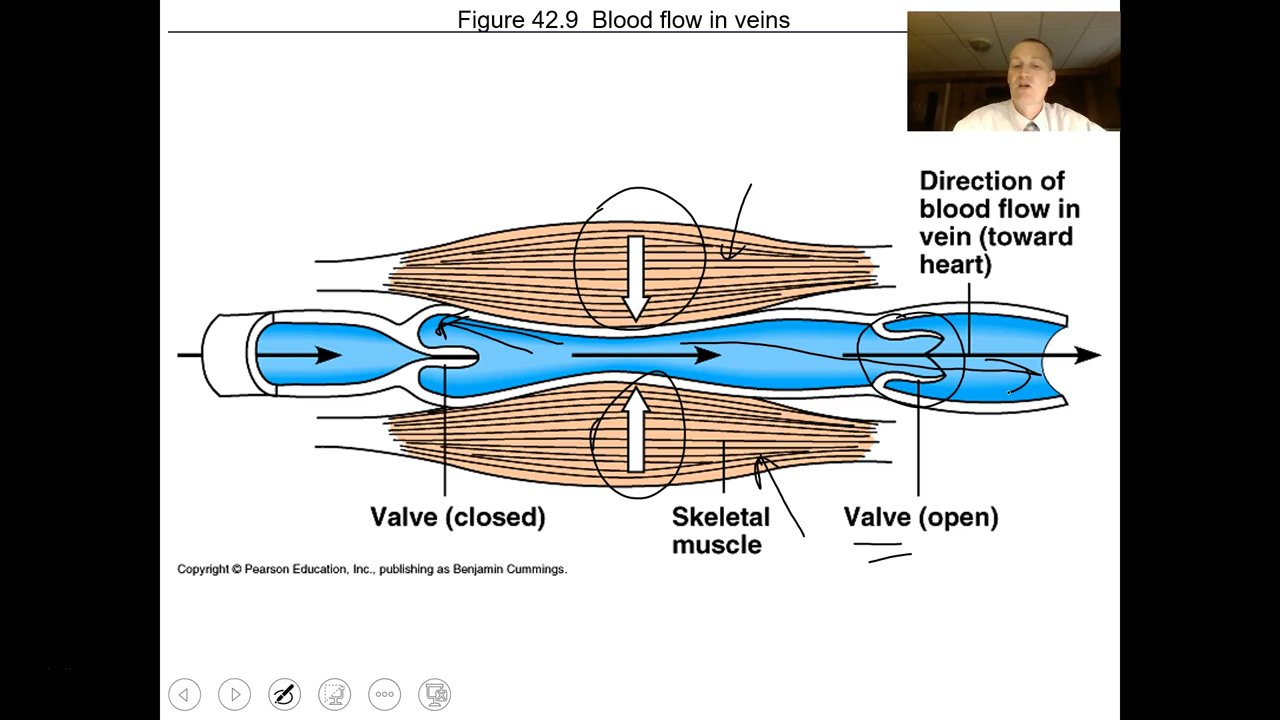 Figure 42.9 Blood flow in veins
Direction of
blood flow in
vein (toward
heart)
Valve (closed)
Skeletal
muscle
Valve (open)
Copyright © Pearson Education, Inc., publishing as Benjamin Cummings.